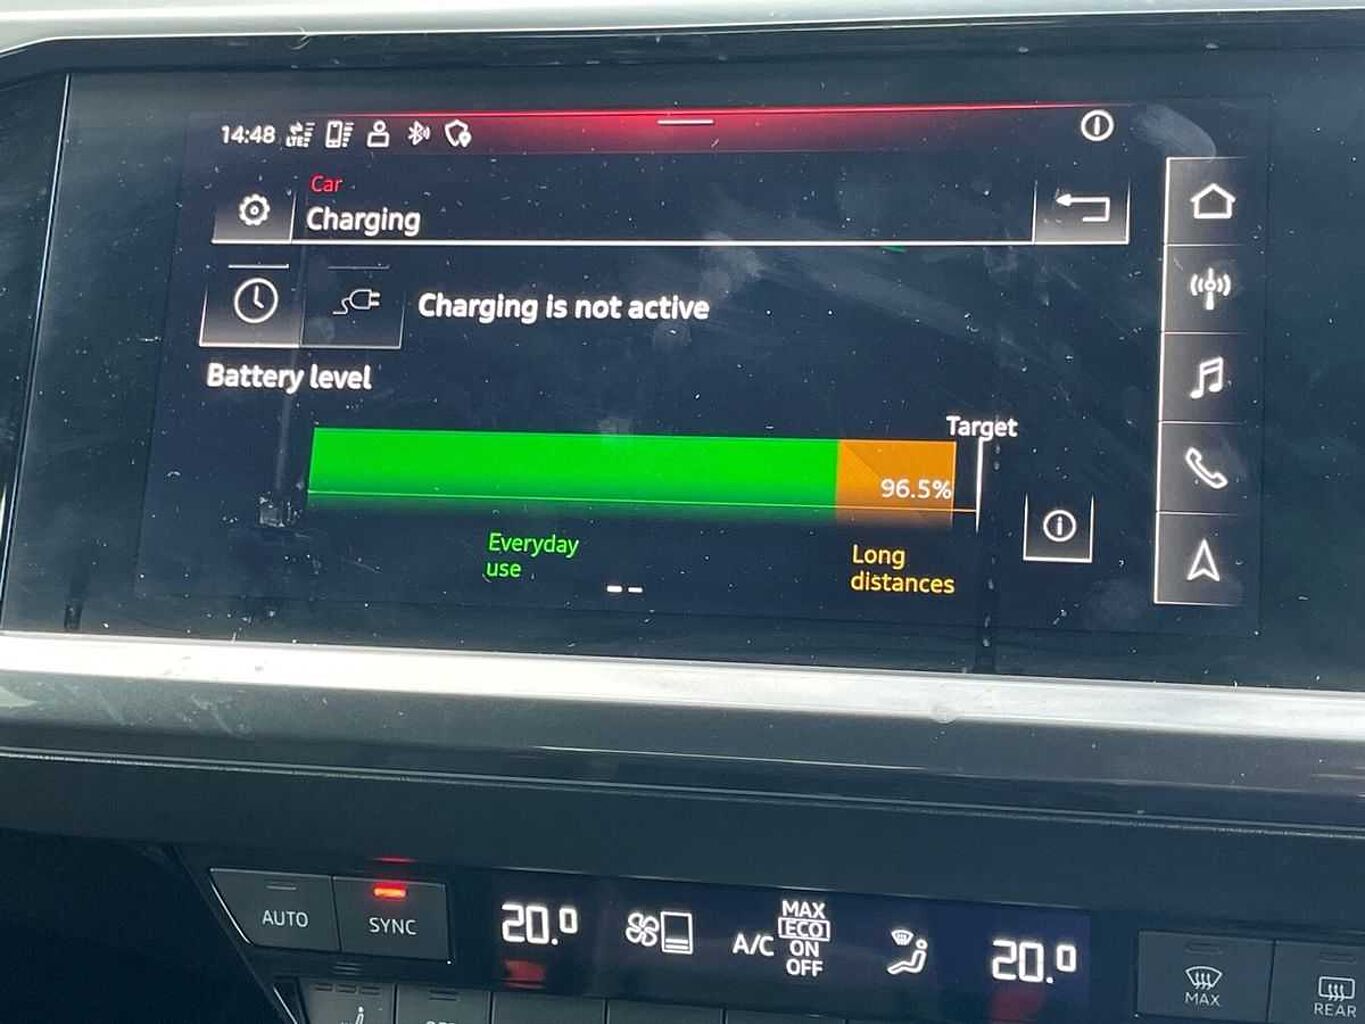 14:48 LTE
Car
Charging
Charging is not active
Battery level
Target
96.5%
Everyday
use
Long
distances
--
AUTO
SYNC
20.0
A/C
MAX
ECO
ON
OFF
20.0
MAX
REAR